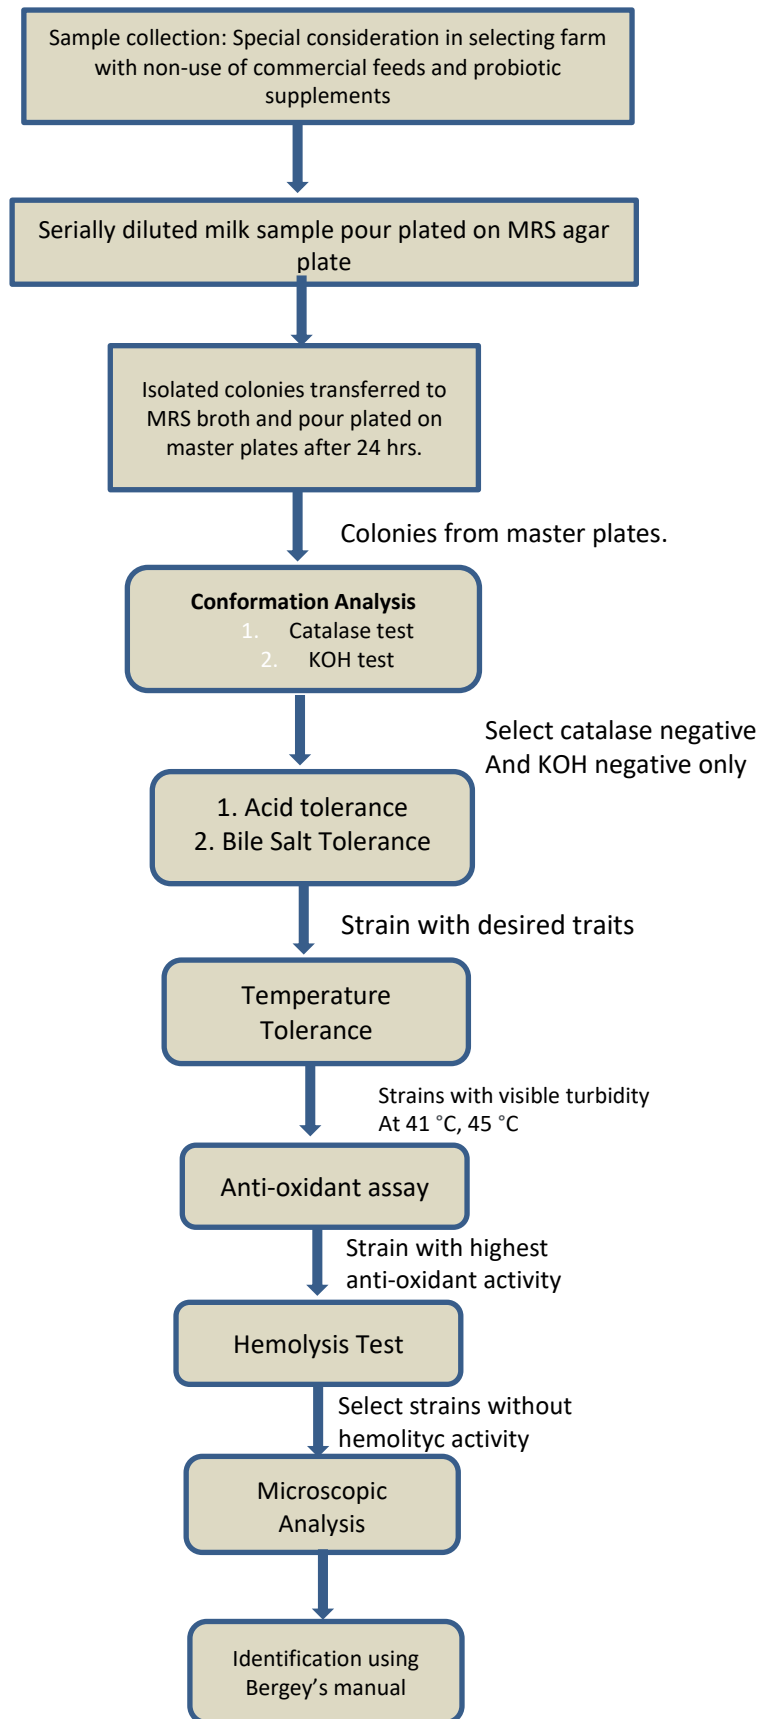 Sample collection: Special consideration in selecting farm
with non-use of commercial feeds and probiotic
supplements
Serially diluted milk sample pour plated on MRS agar
plate
Isolated colonies transferred to
MRS broth and pour plated on
master plates after 24 hrs.
Colonies from master plates.
Conformation Analysis
1. Catalase test
2. KOH test
Select catalase negative
And KOH negative only
1. Acid tolerance
2. Bile Salt Tolerance
Strain with desired traits
Temperature
Tolerance
Strains with visible turbidity
At 41 °C, 45 °C
Anti-oxidant assay
Strain with highest
anti-oxidant activity
Hemolysis Test
Select strains without
hemolityc activity
Microscopic
Analysis
Identification using
Bergey’s manual